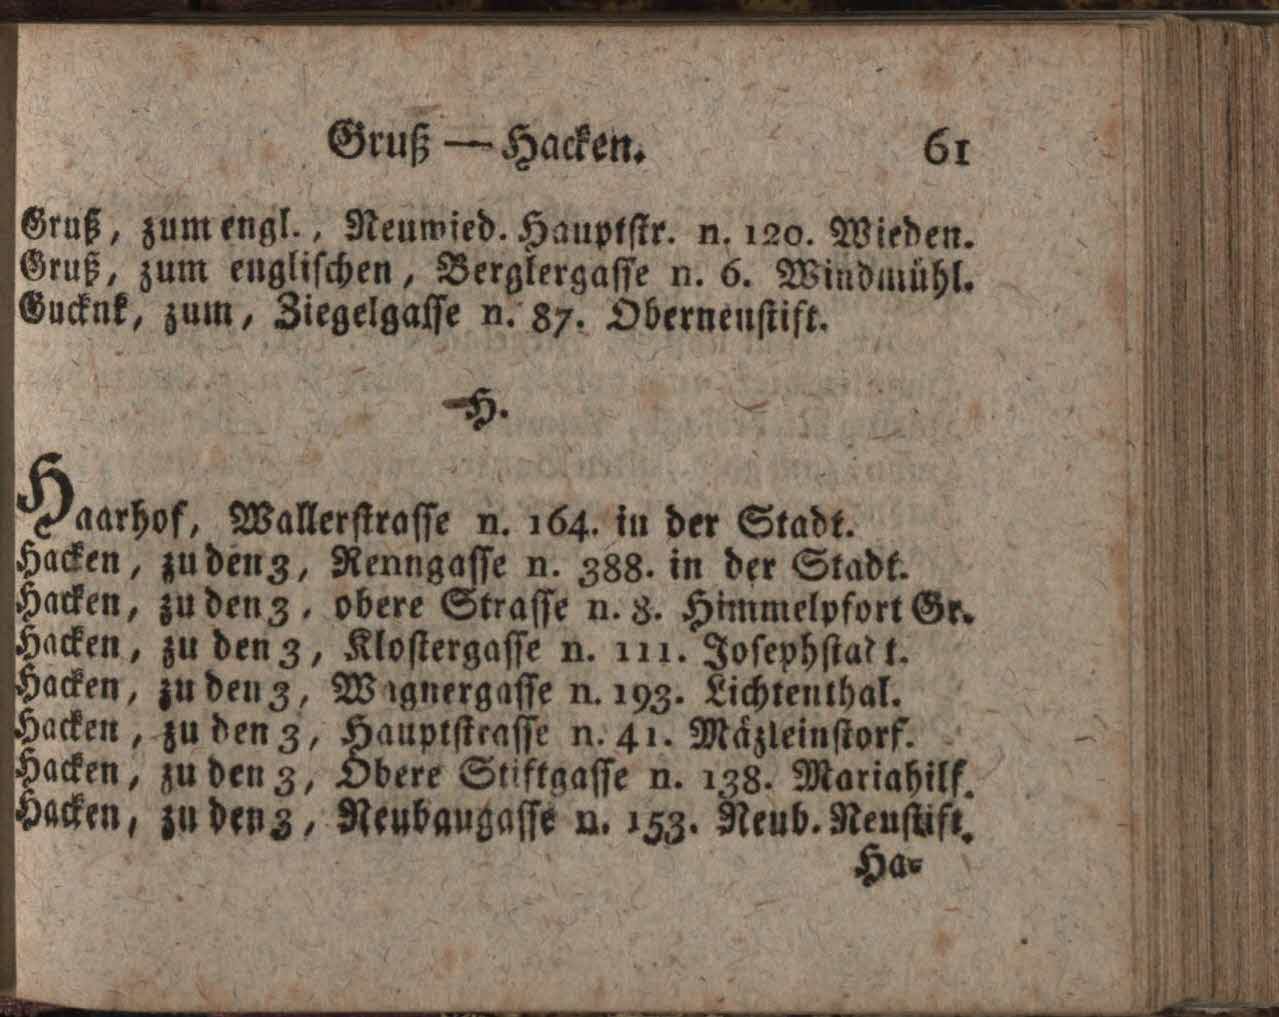 Gruß — Hacken. 61
Gruß, zum engl., Neuwied. Hauptstr. n. 120. Wieden.
Gruß, zum englischen, Berglergasse n. 6. Windmühl.
Guckuk, zum, Ziegelgasse n. 87. Oberneustift.
H.
Haarhof, Wallerstrasse n. 164. in der Stadt.
Hacken, zu den 3, Renngasse n. 388. in der Stadt.
Hacken, zu den 3, obere Strasse n. 8. Himmelpfort Gr.
Hacken, zu den 3, Klostergasse n. 111. Josephstadt.
Hacken, zu den 3, Wagnergasse n. 193. Lichtenthal.
Hacken, zu den 3, Hauptstrasse n. 41. Mäzleinstorf.
Hacken, zu den 3, Obere Stiftgasse n. 138. Mariahilf.
Hacken, zu den 3, Neubaugasse n. 153. Neub. Neustift.
Ha-